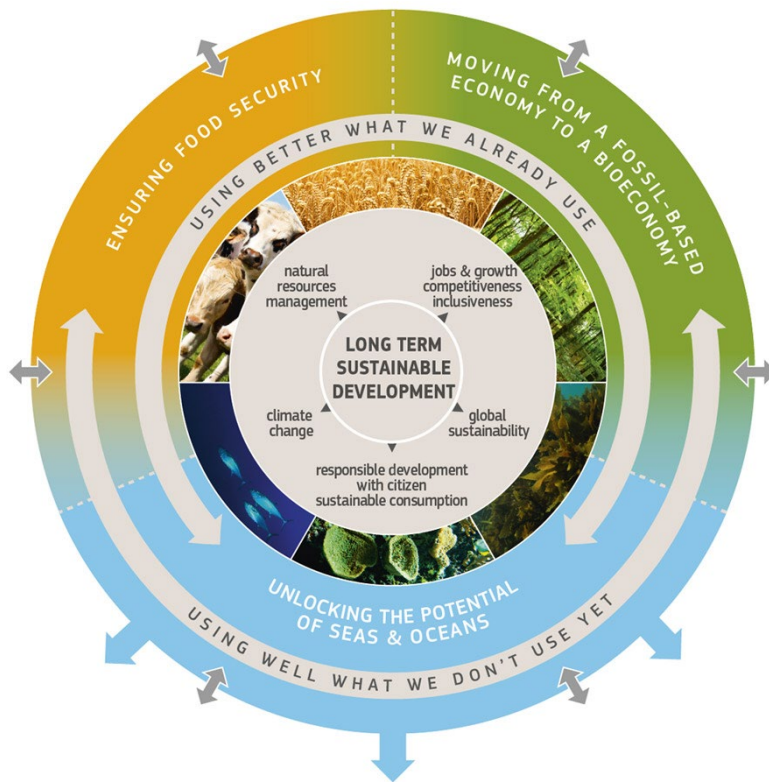 ENSURING FOOD SECURITY
MOVING FROM A FOSSIL-BASED
ECONOMY TO A BIOECONOMY
USING BETTER WHAT WE ALREADY USE
natural
resources
management
jobs & growth
competitiveness
inclusiveness
LONG TERM
SUSTAINABLE
DEVELOPMENT
climate
change
global
sustainability
responsible development
with citizen
sustainable consumption
UNLOCKING THE POTENTIAL
OF SEAS & OCEANS
USING WELL WHAT WE DON'T USE YET